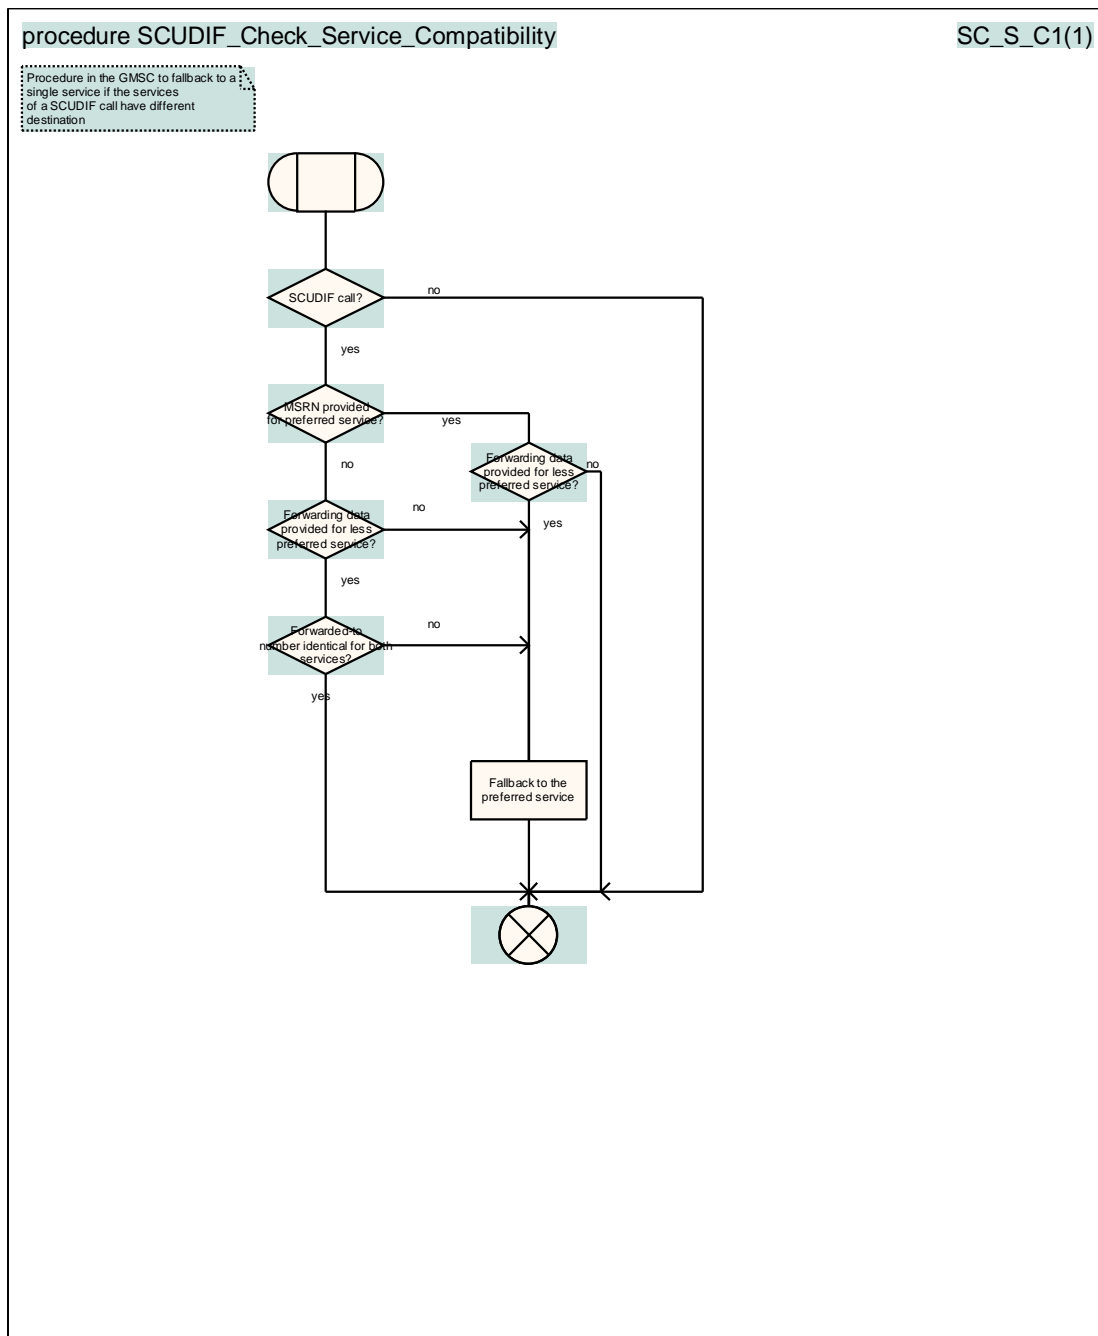 procedure SCUDIF_Check_Service_Compatibility
SC_S_C1(1)
Procedure in the GMSC to fallback to a
single service if the services
of a SCUDIF call have different
destination
SCUDIF call?
no
yes
MSRN provided
for preferred service?
yes
no
Forwarding data
provided for less
preferred service?
no
yes
Forwarding data
provided for less
preferred service?
no
yes
Forwarded-to
number identical for both
services?
no
yes
Fallback to the
preferred service